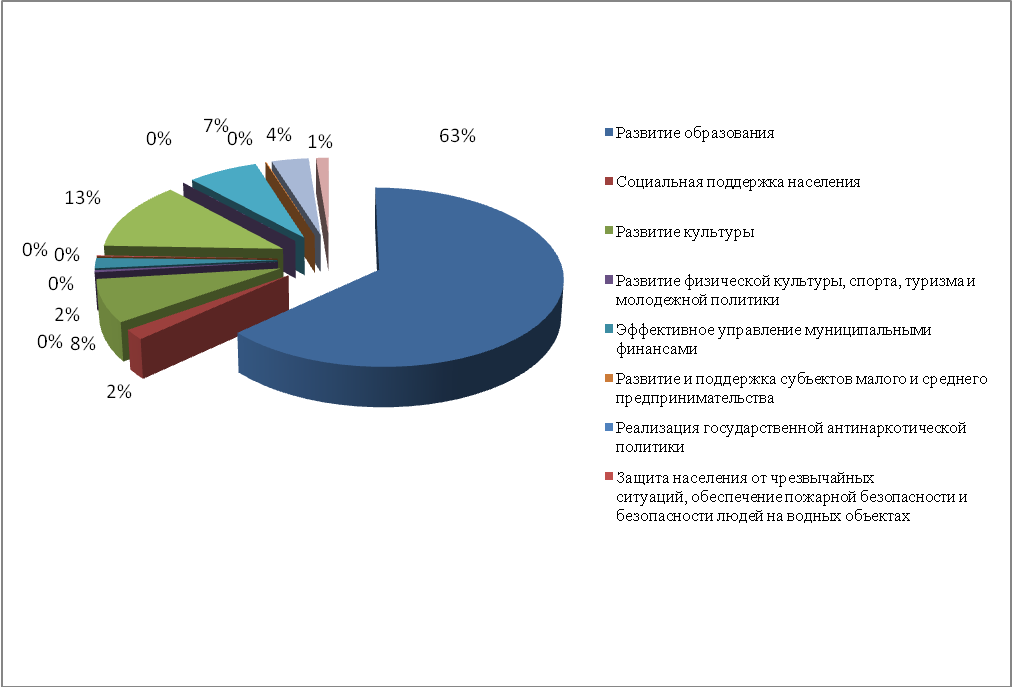 63%
1%
4%
0%
7%
0%
13%
0%
0%
0%
2%
0%
8%
2%
Развитие образования
Социальная поддержка населения
Развитие культуры
Развитие физической культуры, спорта, туризма и
молодежной политики
Эффективное управление муниципальными
финансами
Развитие и поддержка субъектов малого и среднего
предпринимательства
Реализация государственной антинаркотической
политики
Защита населения от чрезвычайных
ситуаций, обеспечение пожарной безопасности и
безопасности людей на водных объектах